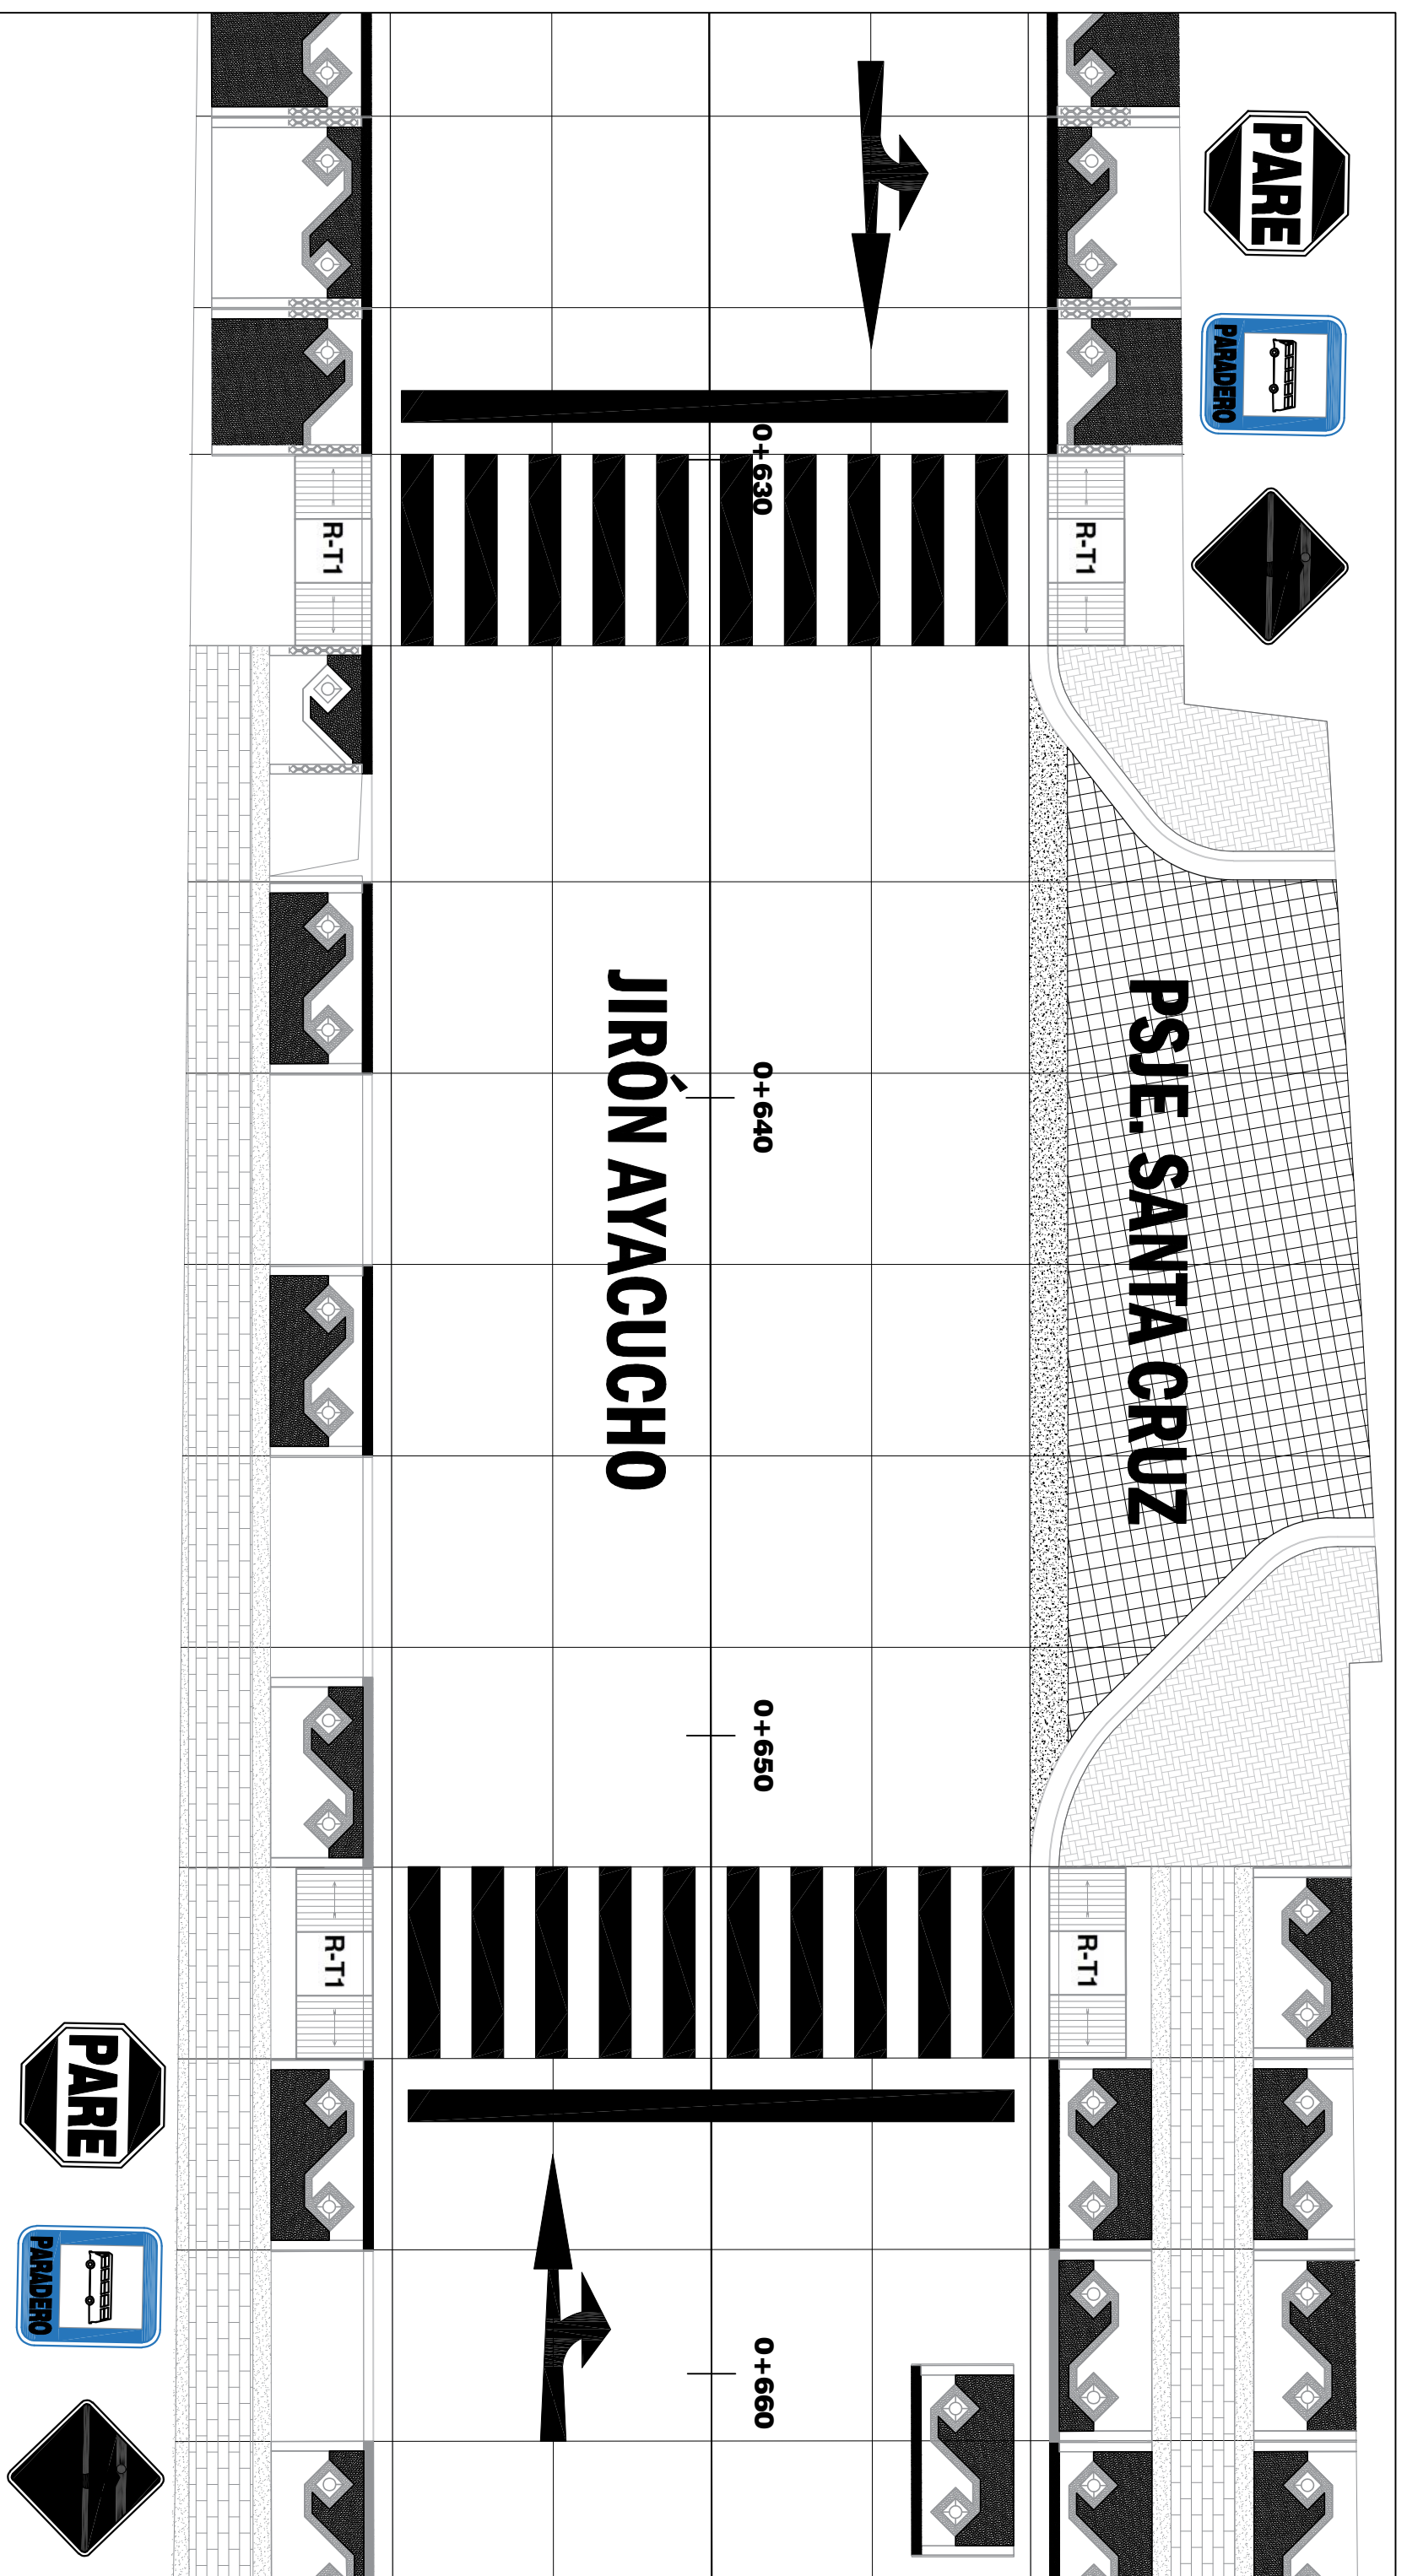 PARE
PARADERO
0+630
R-T1
R-T1
JIRÓN AYACUCHO
PSJE. SANTA CRUZ
0+640
0+650
R-T1
R-T1
PARE
PARADERO
0+660